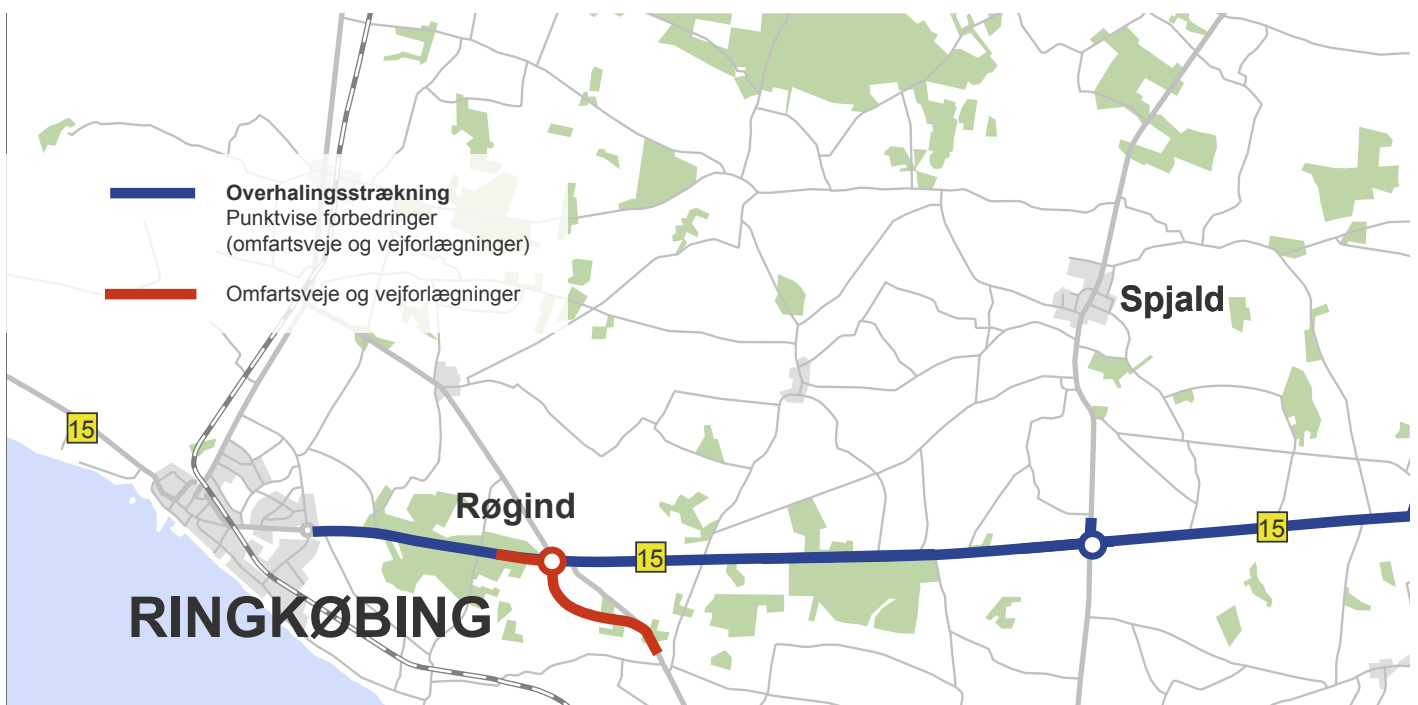 Overhalingsstrækning
Punktvise forbedringer
(omfartsveje og vejforlægninger)
Omfartsveje og vejforlægninger
Spjald
15
Røgind
15
15
RINGKØBING